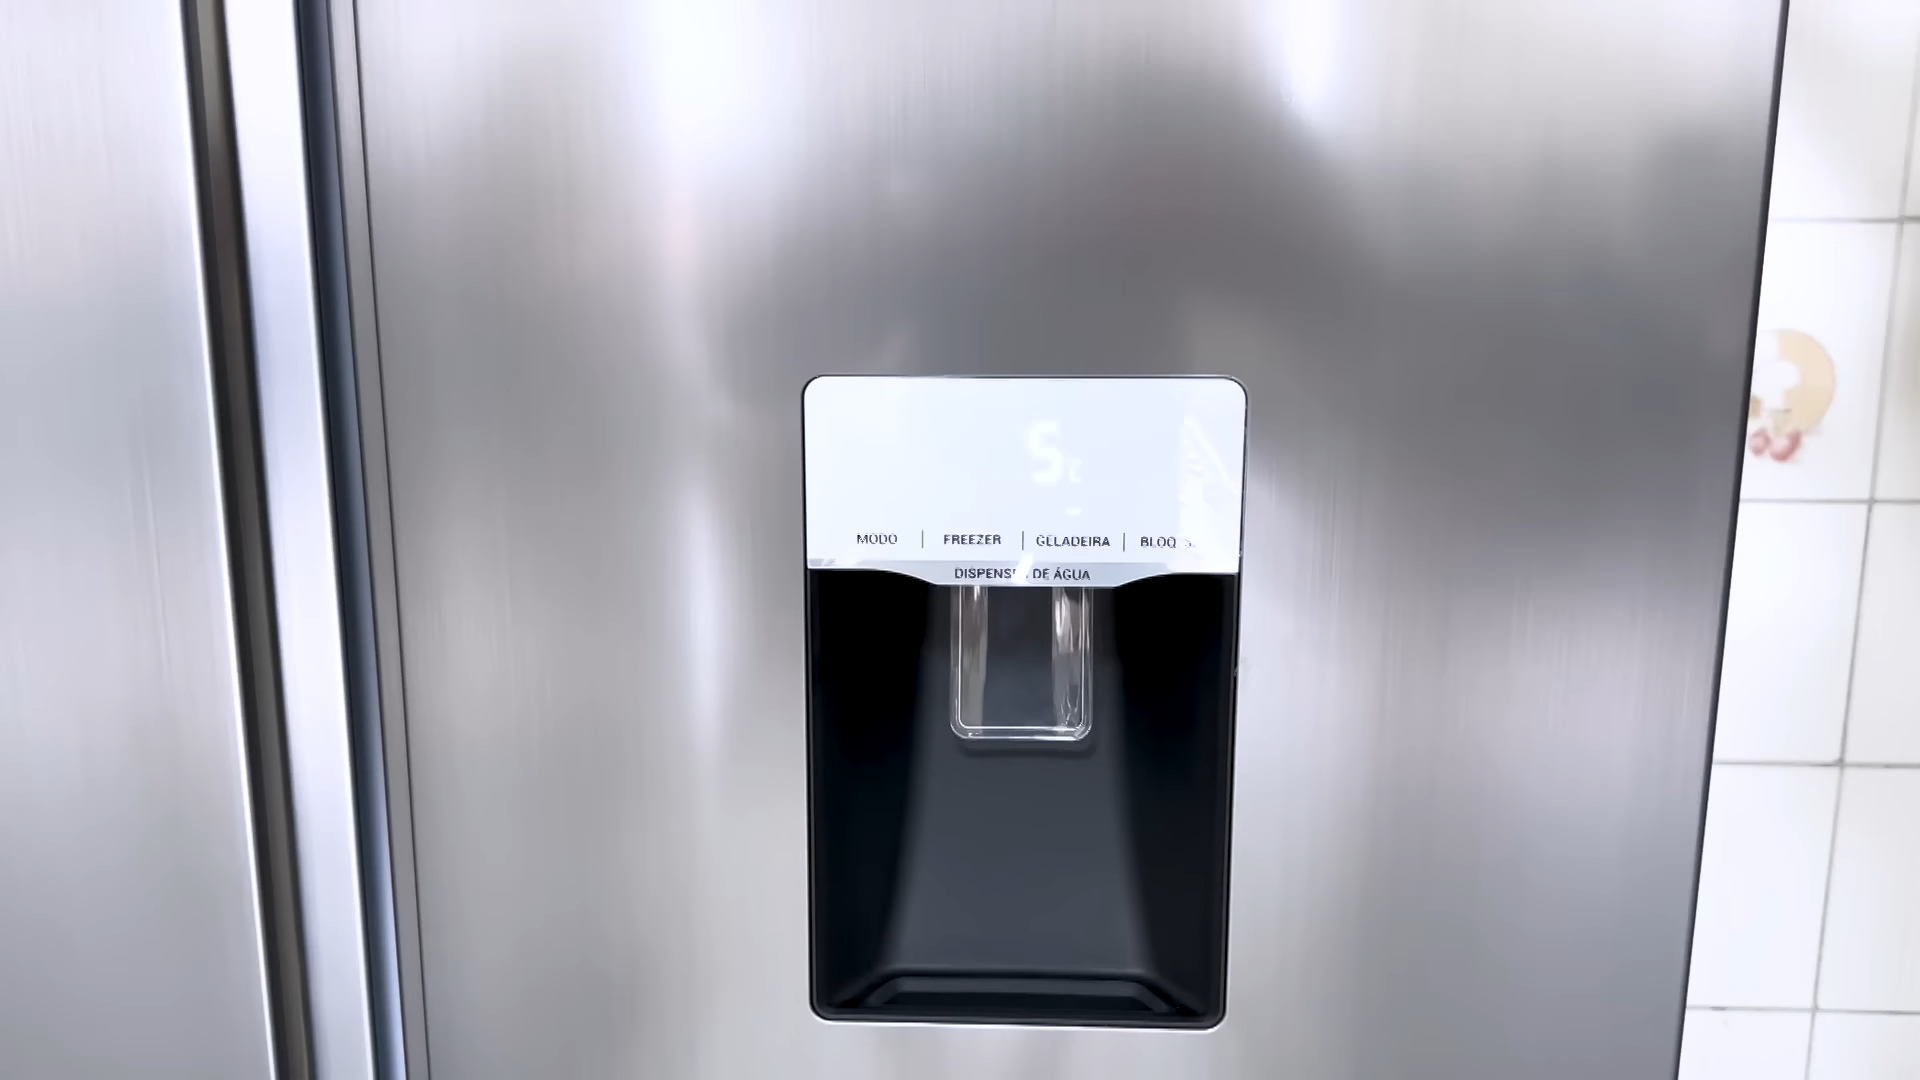 5°C
MODO | FREEZER | GELADEIRA |
DE ÁGUA